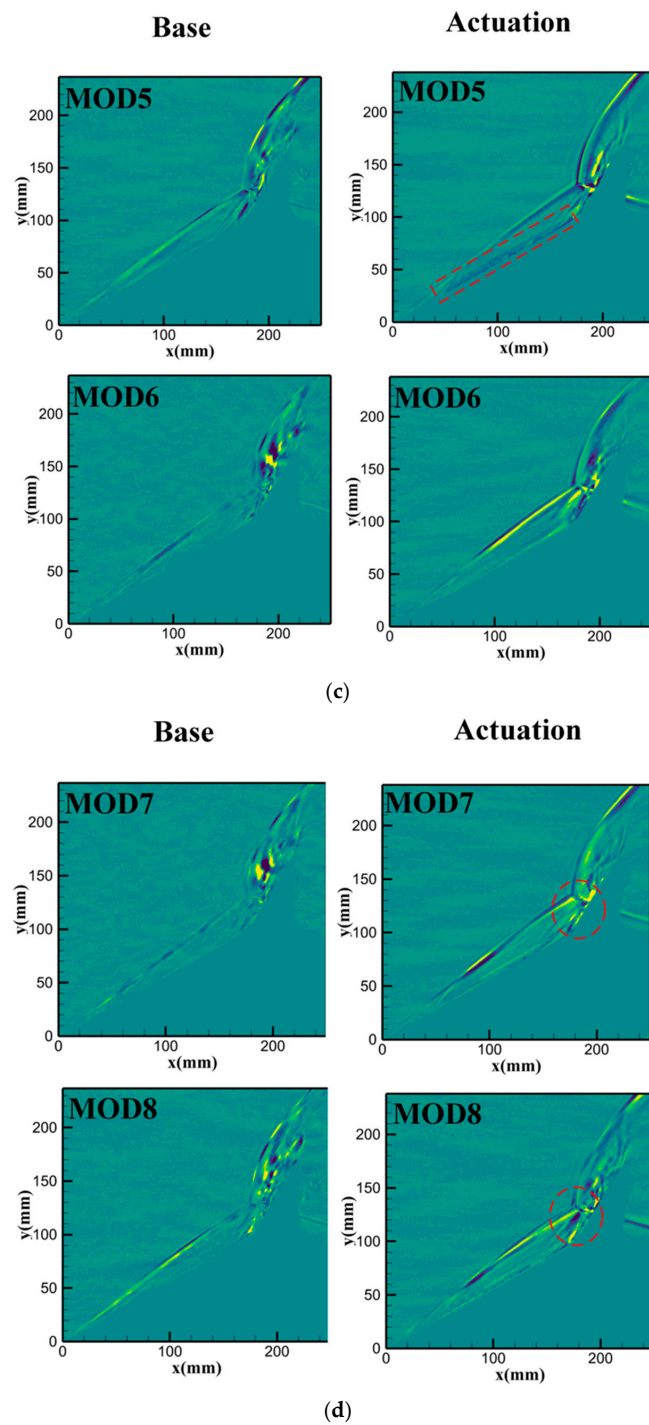 Base Actuation
MOD5 MOD5
200 200
150 150
y(mm) y(mm)
100 100
50 50
0 0
0 100 200 0 100 200
x(mm) x(mm)
MOD6 MOD6
200 200
150 150
y(mm) y(mm)
100 100
50 50
0 0
0 100 200 0 100 200
x(mm) x(mm)
(c)
Base Actuation
MOD7 MOD7
200 200
150 150
y(mm) y(mm)
100 100
50 50
0 0
0 100 200 0 100 200
x(mm) x(mm)
MOD8 MOD8
200 200
150 150
y(mm) y(mm)
100 100
50 50
0 0
0 100 200 0 100 200
x(mm) x(mm)
(d)